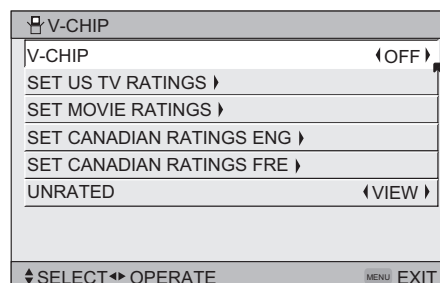 V-CHIP
V-CHIP OFF
SET US TV RATINGS
SET MOVIE RATINGS
SET CANADIAN RATINGS ENG
SET CANADIAN RATINGS FRE
UNRATED VIEW
SELECT OPERATE MENU EXIT